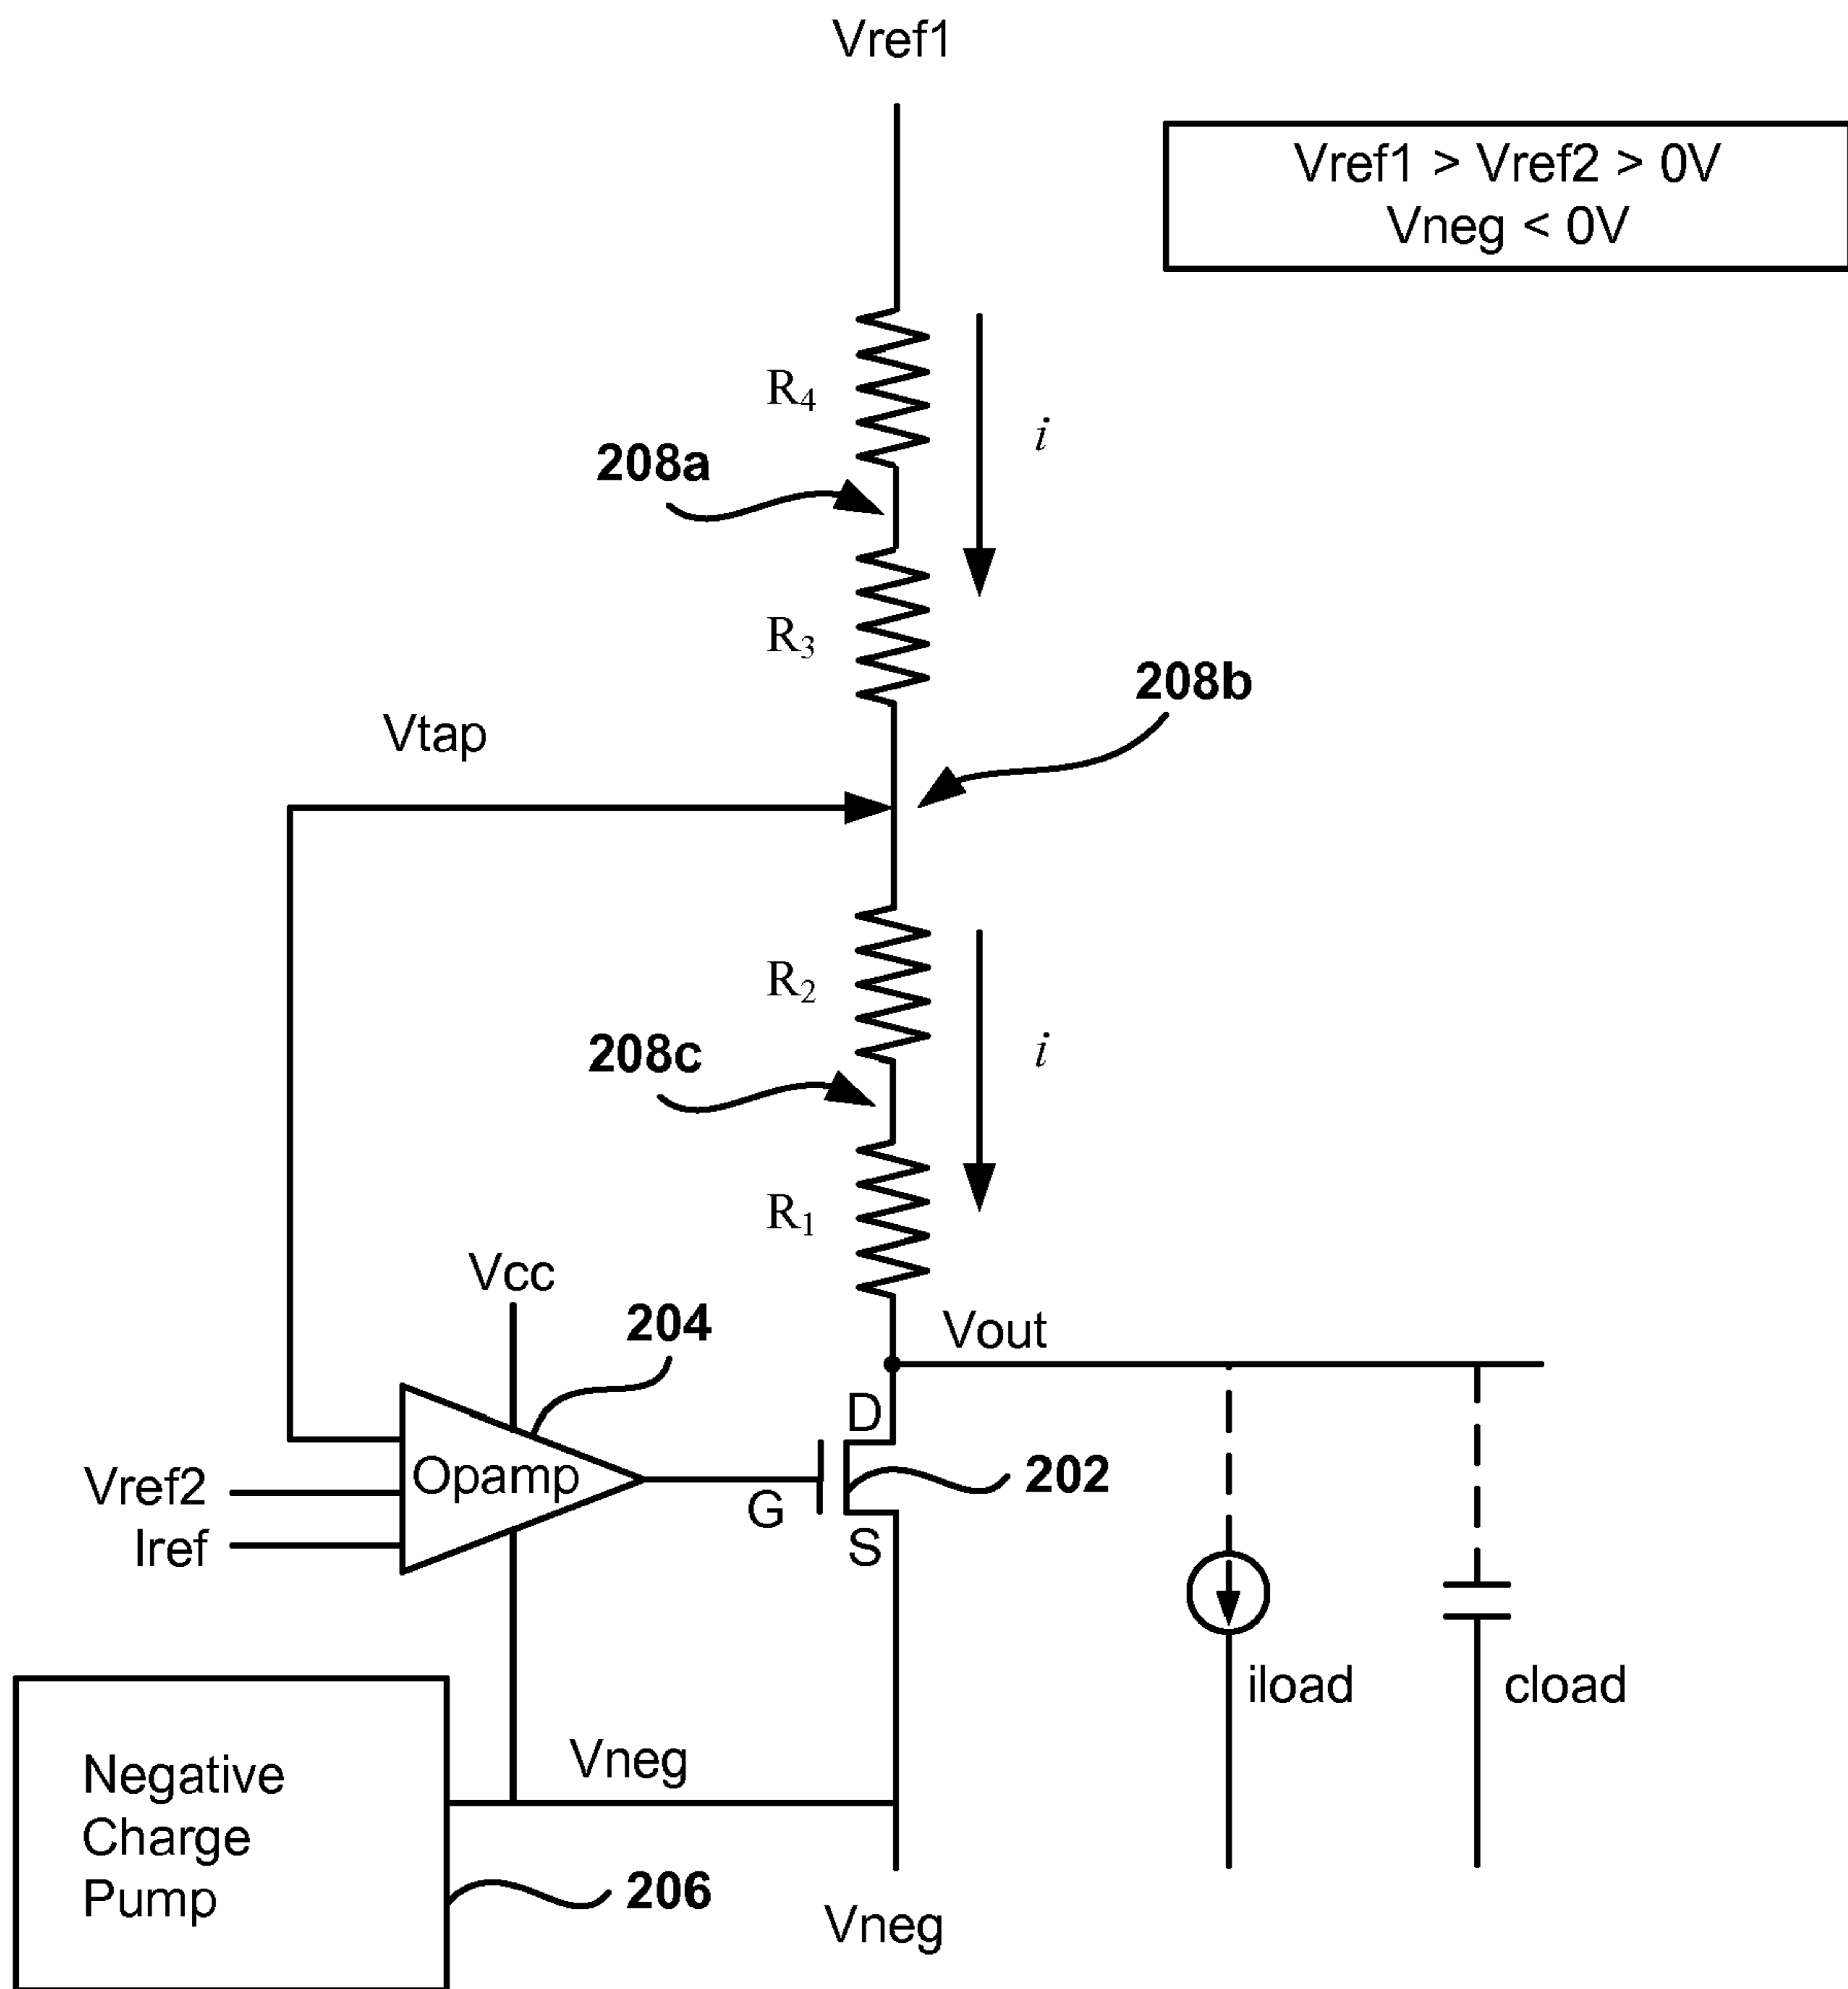 Vref1
Vref1 > Vref2 > 0V
Vneg < 0V
R4
i
208a
R3
208b
Vtap
R2
208c
i
R1
Vcc
204
Vout
D
Opamp
Vref2
Iref
G
202
S
iload
cload
Negative
Charge
Pump
Vneg
206
Vneg